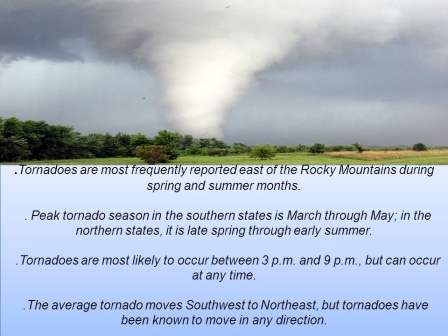 .Tornadoes are most frequently reported east of the Rocky Mountains during
spring and summer months.
. Peak tornado season in the southern states is March through May; in the
northern states, it is late spring through early summer.
.Tornadoes are most likely to occur between 3 p.m. and 9 p.m., but can occur
at any time.
.The average tornado moves Southwest to Northeast, but tornadoes have
been known to move in any direction.